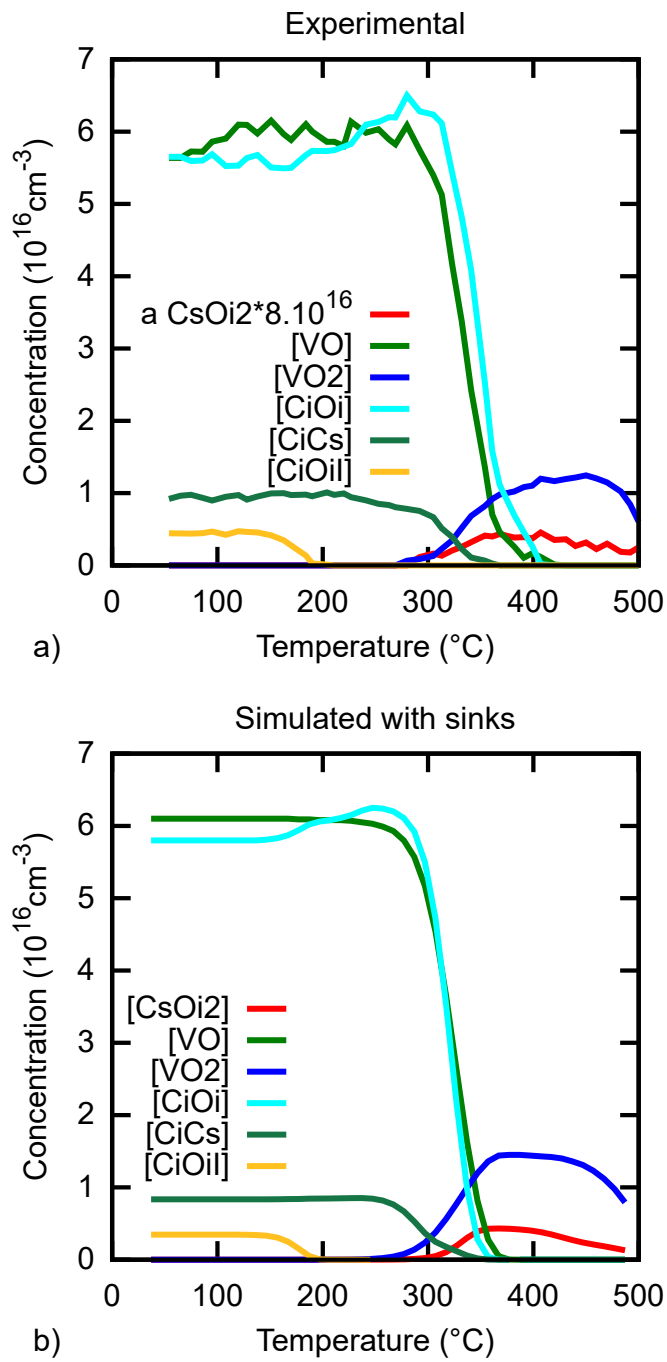 Experimental
7
6
5
4
3
2
1
0
Concentration (10^16cm^-3)
a CsOi2*8.10^16
[VO]
[VO2]
[CiOi]
[CiCs]
[CiOiI]
0 100 200 300 400 500
Temperature (°C)
a)
Simulated with sinks
7
6
5
4
3
2
1
0
Concentration (10^16cm^-3)
[CsOi2]
[VO]
[VO2]
[CiOi]
[CiCs]
[CiOiI]
0 100 200 300 400 500
Temperature (°C)
b)